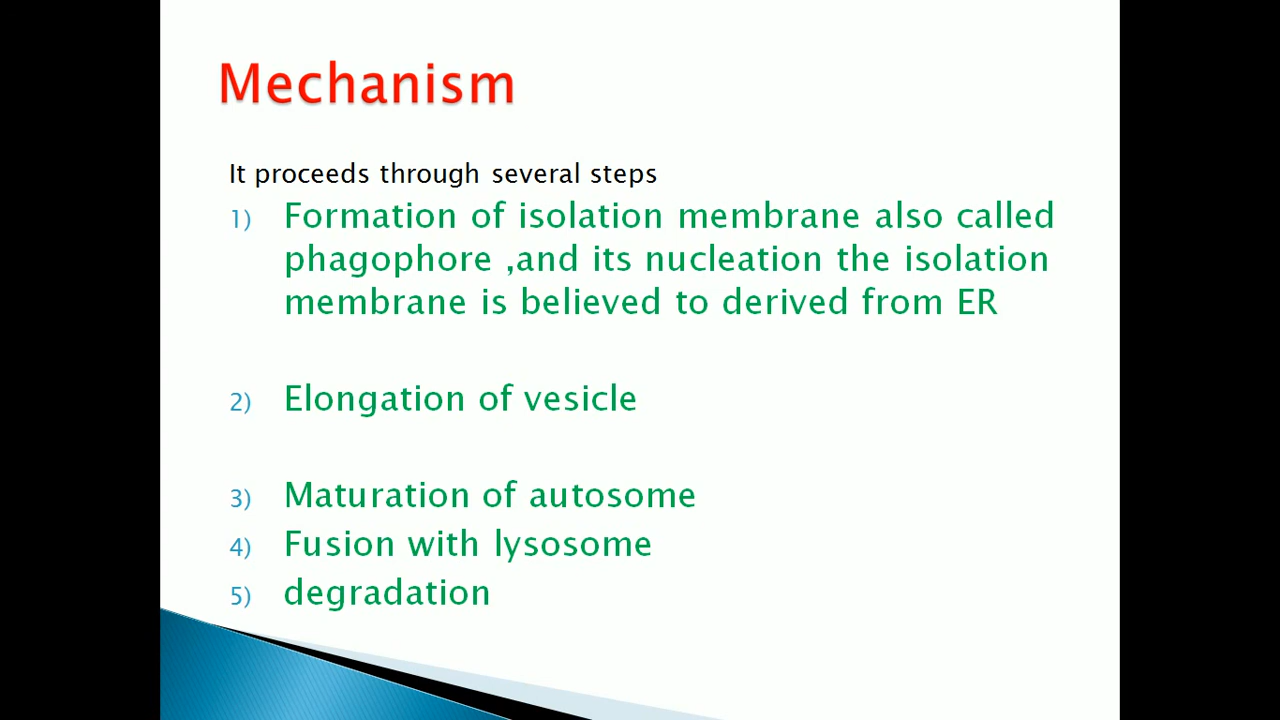 Mechanism
It proceeds through several steps
1) Formation of isolation membrane also called
phagophore ,and its nucleation the isolation
membrane is believed to derived from ER
2) Elongation of vesicle
3) Maturation of autosome
4) Fusion with lysosome
5) degradation